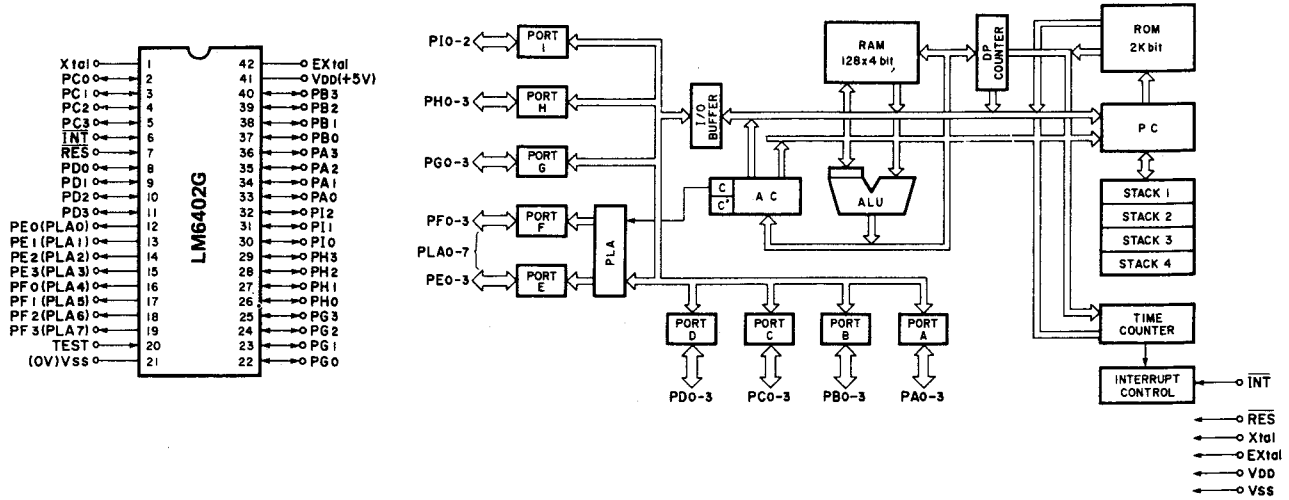 LM6402G
Xtal 1
PC0 2
PC1 3
PC2 4
PC3 5
INT 6
RES 7
PD0 8
PD1 9
PD2 10
PD3 11
PE0(PLA0) 12
PE1(PLA1) 13
PE2(PLA2) 14
PE3(PLA3) 15
PF0(PLA4) 16
PF1(PLA5) 17
PF2(PLA6) 18
PF3(PLA7) 19
TEST 20
(0V)VSS 21
42 EXtal
41 VDD(+5V)
40 PB3
39 PB2
38 PB1
37 PB0
36 PA3
35 PA2
34 PA1
33 PA0
32 PI2
31 PI1
30 PI0
29 PH3
28 PH2
27 PH1
26 PH0
25 PG3
24 PG2
23 PG1
22 PG0
PI0-2
PORT
I
PH0-3
PORT
H
PG0-3
PORT
G
PF0-3
PORT
F
PLA0-7
PE0-3
PORT
E
PLA
I/O
BUFFER
RAM
128x4 bit
DP
COUNTER
ROM
2K bit
PC
C
C'
AC
ALU
STACK 1
STACK 2
STACK 3
STACK 4
PORT
D
PORT
C
PORT
B
PORT
A
PD0-3
PC0-3
PB0-3
PA0-3
TIME
COUNTER
INTERRUPT
CONTROL
INT
RES
Xtal
EXtal
VDD
VSS